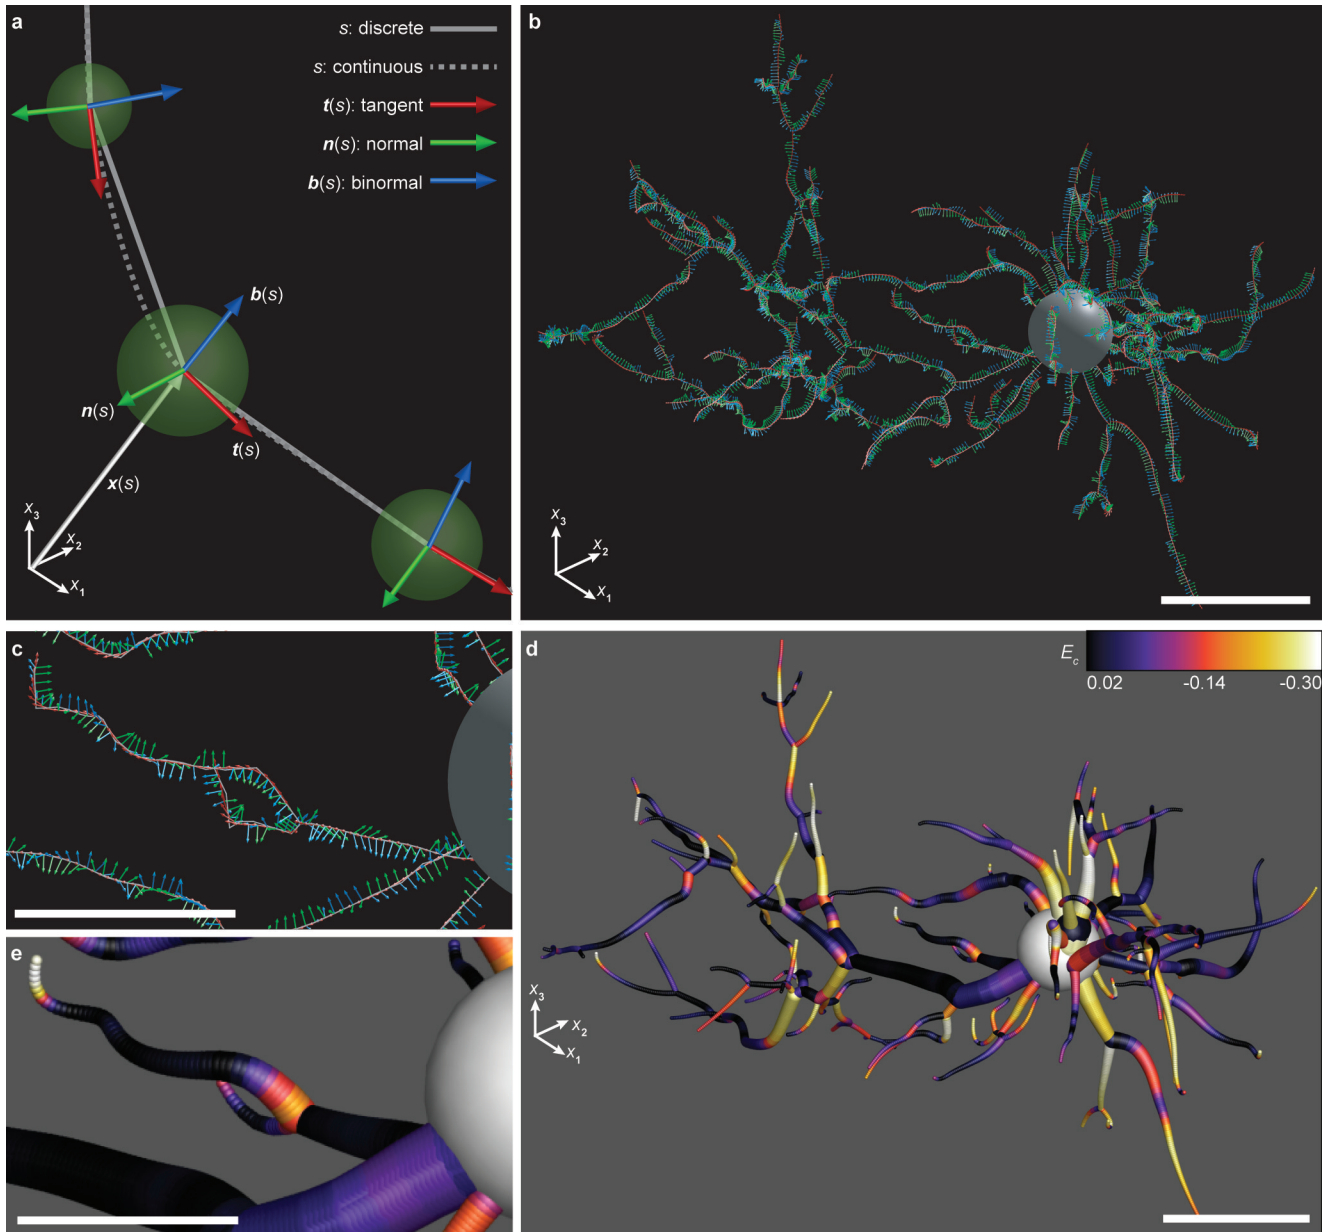 a
s: discrete
s: continuous
t(s): tangent
n(s): normal
b(s): binormal
b(s)
n(s)
t(s)
x(s)
x₃
x₂
x₁
b
x₃
x₂
x₁
c
d
E_c
0.02 -0.14 -0.30
x₃
x₂
x₁
e